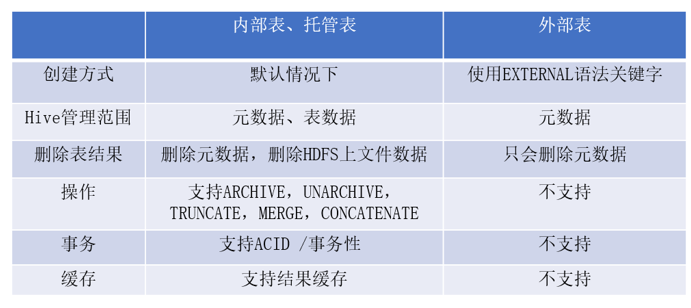 内部表、托管表 外部表
创建方式 默认情况下 使用EXTERNAL语法关键字
Hive管理范围 元数据、表数据 元数据
删除表结果 删除元数据，删除HDFS上文件数据 只会删除元数据
操作 支持ARCHIVE，UNARCHIVE， 不支持
TRUNCATE，MERGE，CONCATENATE
事务 支持ACID /事务性 不支持
缓存 支持结果缓存 不支持